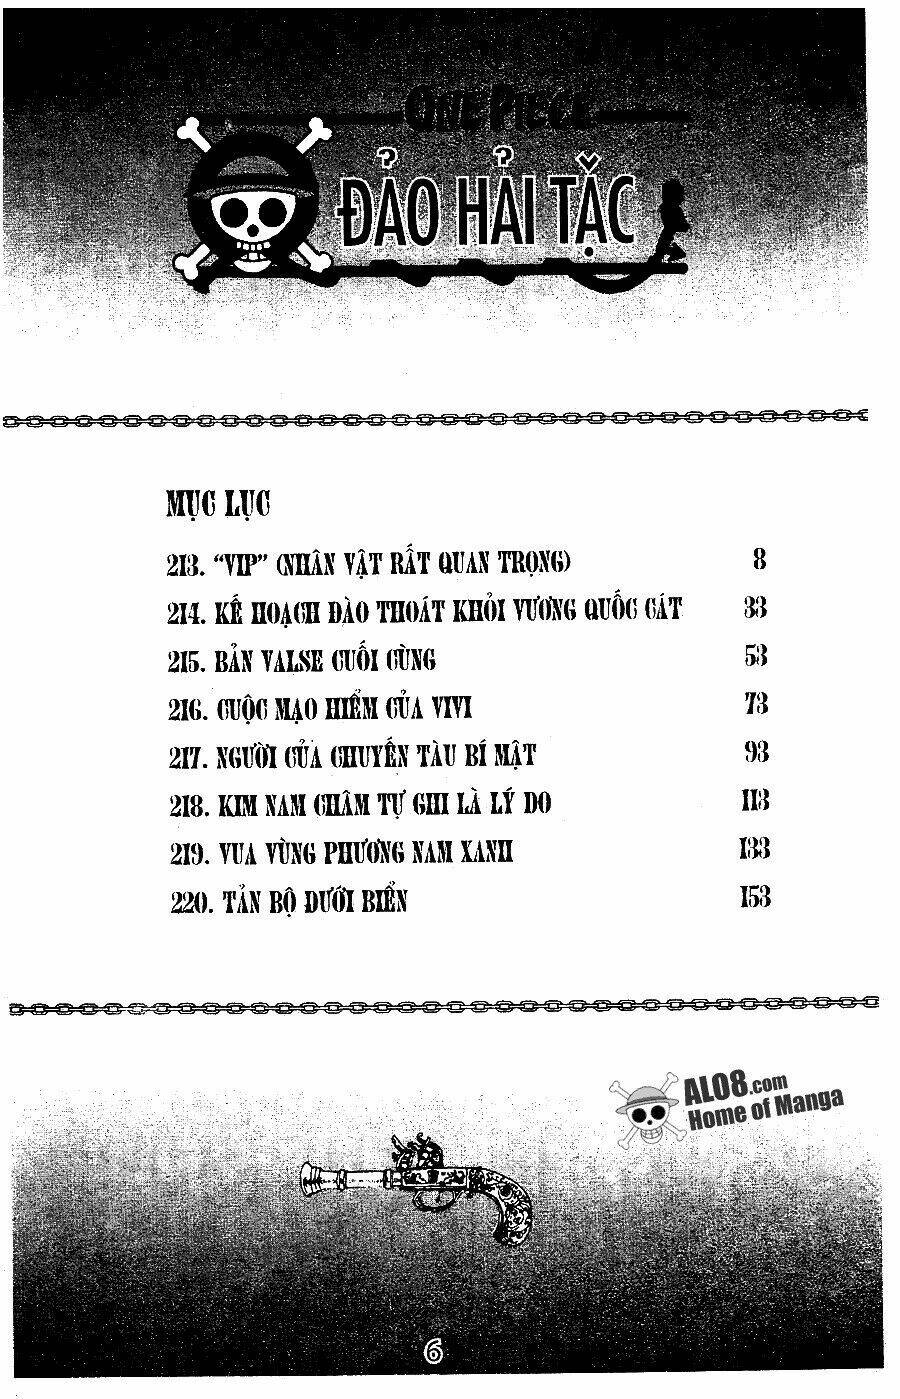 ONE PIECE
ĐẢO HẢI TẶC
MỤC LỤC
213. “VIP” (NHÂN VẬT RẤT QUAN TRỌNG) 8
214. KẾ HOẠCH ĐÀO THOÁT KHỎI VƯƠNG QUỐC CÁT 33
215. BẢN VALSE CUỐI CÙNG 53
216. CUỘC MẠO HIỂM CỦA VIVI 73
217. NGƯỜI CỦA CHUYẾN TÀU BÍ MẬT 93
218. KIM NAM CHÂM TỰ GHI LÀ LÝ DO 113
219. VUA VÙNG PHƯƠNG NAM XANH 133
220. TẢN BỘ DƯỚI BIỂN 153
ALO8.com
Home of Manga
6